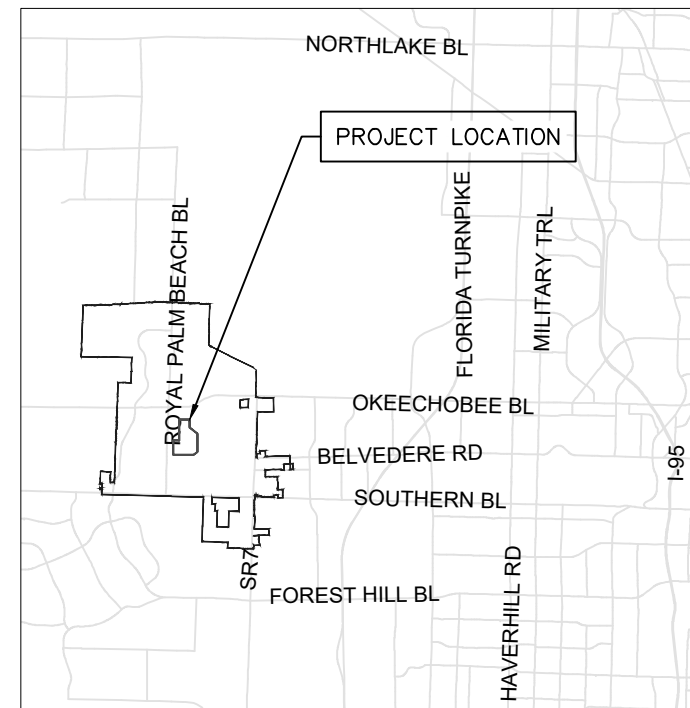 NORTHLAKE BL
PROJECT LOCATION
ROYAL PALM BEACH BL
FLORIDA TURNPIKE
MILITARY TRL
OKEECHOBEE BL
BELVEDERE RD
I-95
SOUTHERN BL
SR7
FOREST HILL BL
HAVERHILL RD